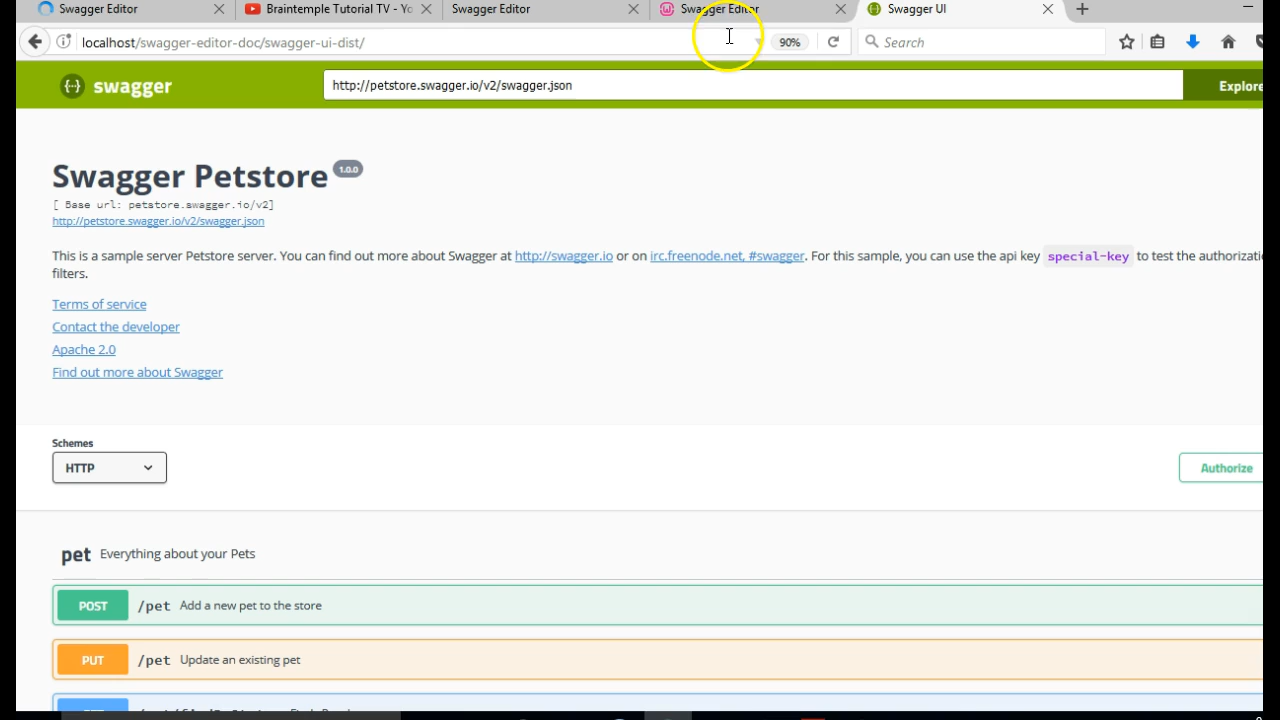 Swagger Editor
Braintemple Tutorial TV - Yo
Swagger Editor
Swagger Editor
Swagger UI
localhost/swagger-editor-doc/swagger-ui-dist/
90%
Search
swagger
http://petstore.swagger.io/v2/swagger.json
Explore
Swagger Petstore 1.0.0
[ Base url: petstore.swagger.io/v2]
http://petstore.swagger.io/v2/swagger.json
This is a sample server Petstore server. You can find out more about Swagger at http://swagger.io or on irc.freenode.net, #swagger. For this sample, you can use the api key special-key to test the authorizatio
filters.
Terms of service
Contact the developer
Apache 2.0
Find out more about Swagger
Schemes
HTTP
Authorize
pet Everything about your Pets
POST /pet Add a new pet to the store
PUT /pet Update an existing pet